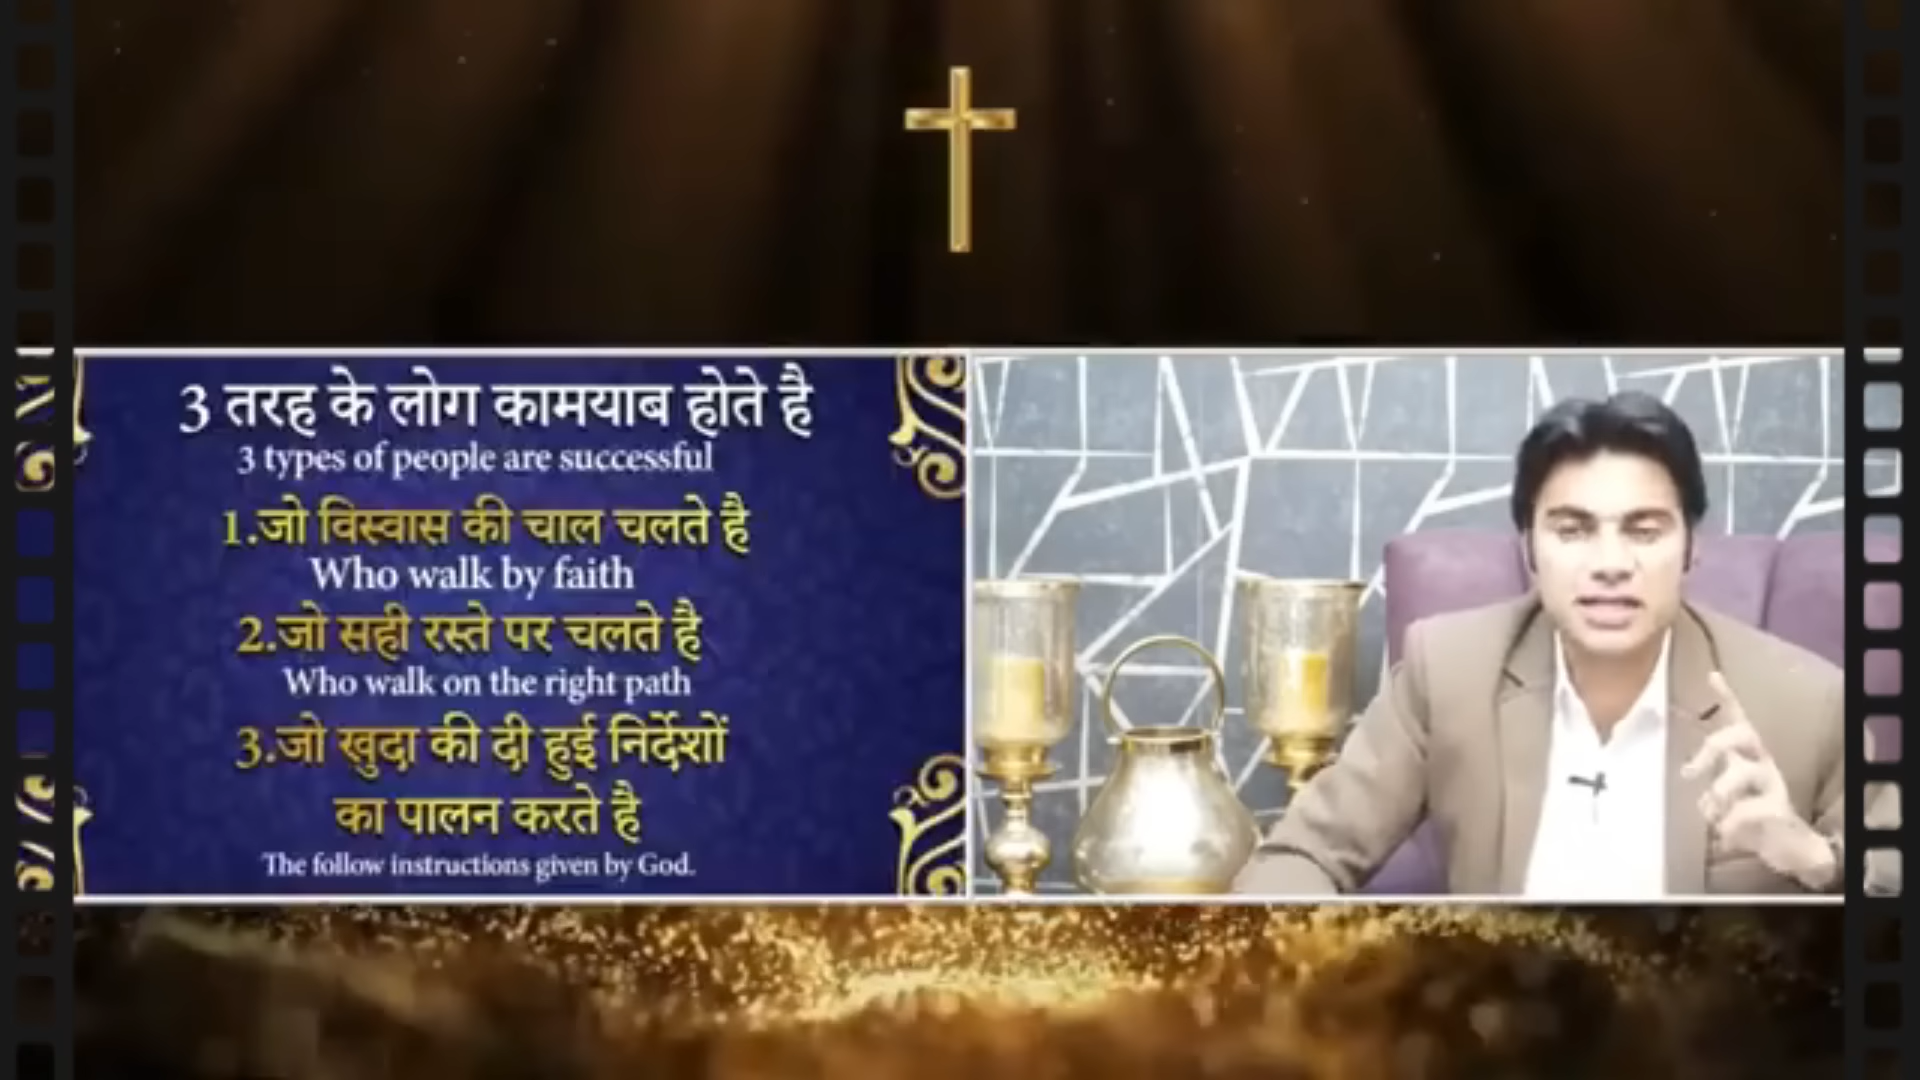 3 तरह के लोग कामयाब होते है
3 types of people are successful
1.जो विस्वास की चाल चलते है
Who walk by faith
2.जो सही रस्ते पर चलते है
Who walk on the right path
3.जो खुदा की दी हुई निर्देशों
का पालन करते है
The follow instructions given by God.